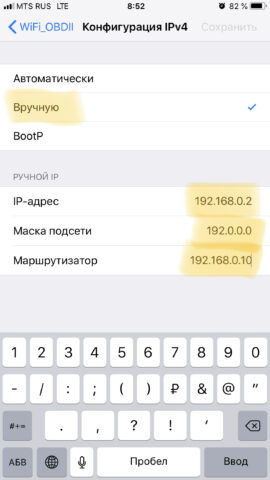 MTS RUS LTE 8:52 82 %
WiFi_OBDII Конфигурация IPv4 Сохранить
Автоматически
Вручную
BootP
РУЧНОЙ IP
IP-адрес 192.168.0.2
Маска подсети 192.0.0.0
Маршрутизатор 192.168.0.10
1 2 3 4 5 6 7 8 9 0
- / : ; ( ) ₽ & @ "
#+= . , ? ! '
АБВ Пробел Ввод